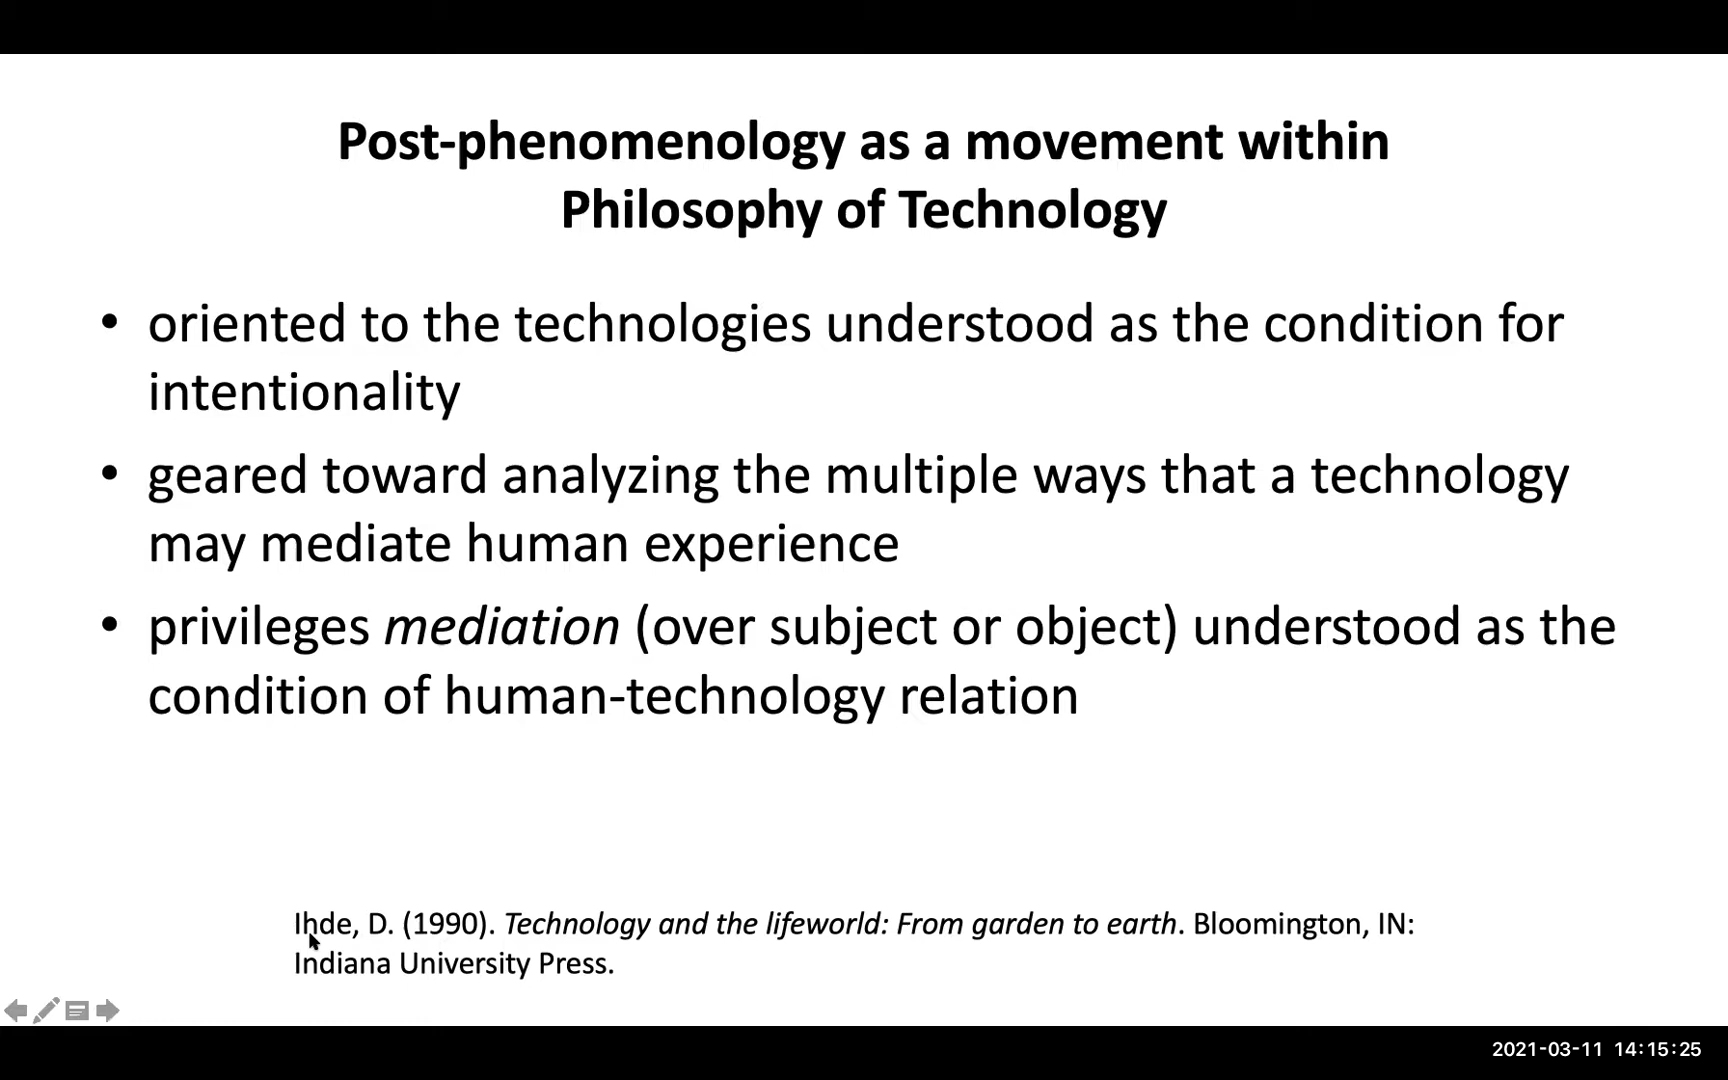 Post-phenomenology as a movement within
Philosophy of Technology
• oriented to the technologies understood as the condition for
intentionality
• geared toward analyzing the multiple ways that a technology
may mediate human experience
• privileges mediation (over subject or object) understood as the
condition of human-technology relation
Ihde, D. (1990). Technology and the lifeworld: From garden to earth. Bloomington, IN:
Indiana University Press.
2021-03-11 14:15:25